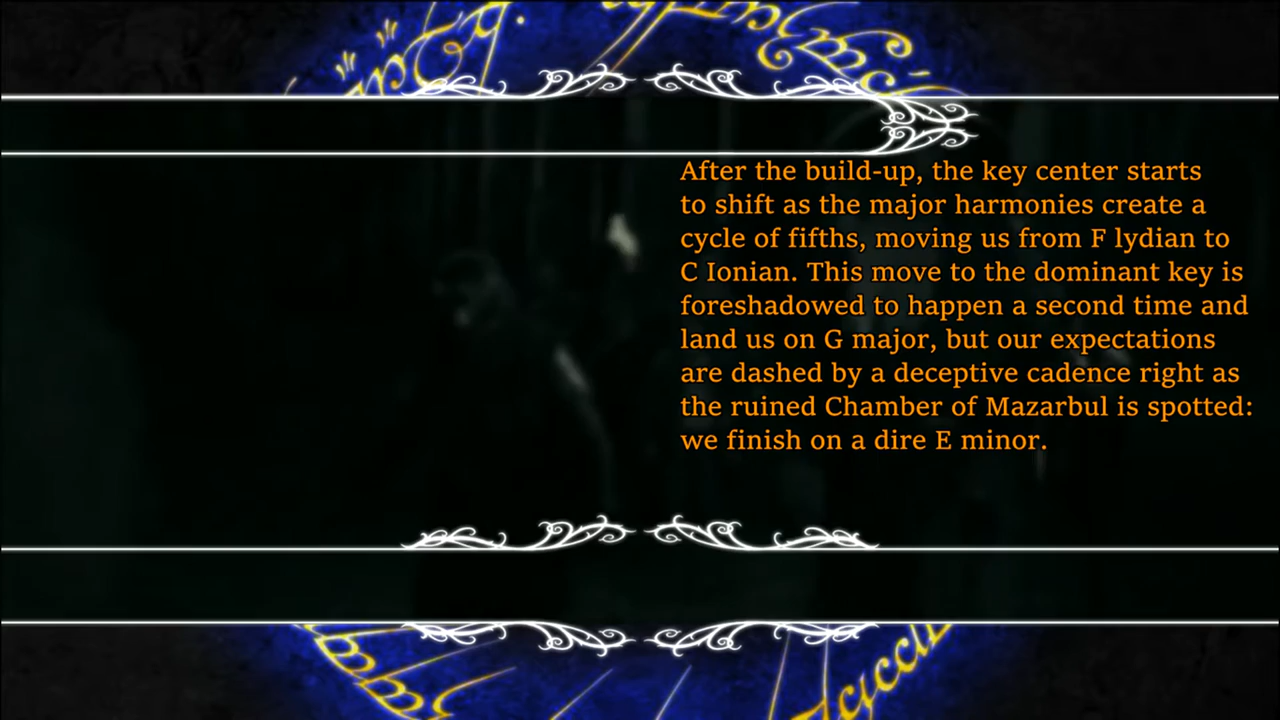 After the build-up, the key center starts
to shift as the major harmonies create a
cycle of fifths, moving us from F lydian to
C Ionian. This move to the dominant key is
foreshadowed to happen a second time and
land us on G major, but our expectations
are dashed by a deceptive cadence right as
the ruined Chamber of Mazarbul is spotted:
we finish on a dire E minor.